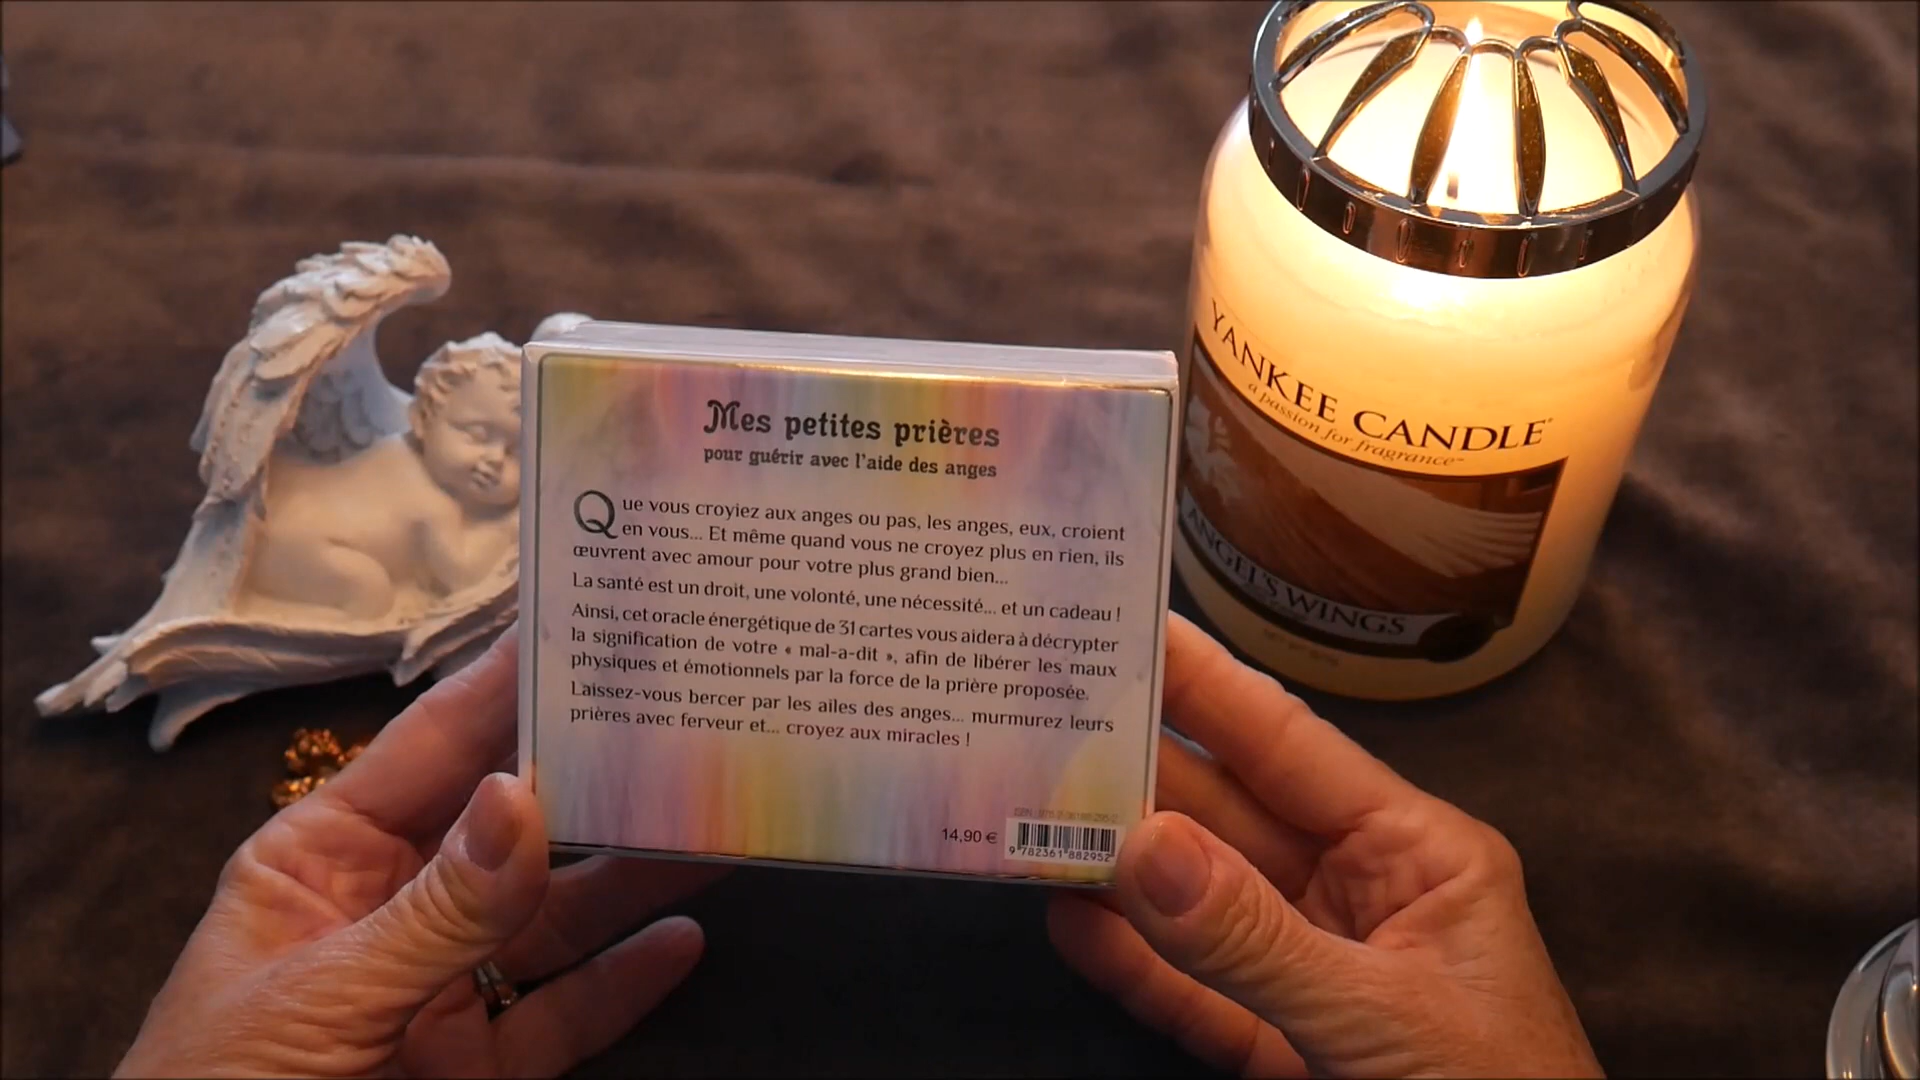 Mes petites prières
pour guérir avec l'aide des anges
Que vous croyiez aux anges ou pas, les anges, eux, croient
en vous... Et même quand vous ne croyez plus en rien, ils
œuvrent avec amour pour votre plus grand bien...
La santé est un droit, une volonté, une nécessité... et un cadeau !
Ainsi, cet oracle énergétique de 31 cartes vous aidera à décrypter
la signification de votre « mal-a-dit », afin de libérer les maux
physiques et émotionnels par la force de la prière proposée.
Laissez-vous bercer par les ailes des anges... murmurez leurs
prières avec ferveur et... croyez aux miracles !
14,90 €
9 782361 882952
YANKEE CANDLE
a passion for fragrance™
ANGEL'S WINGS